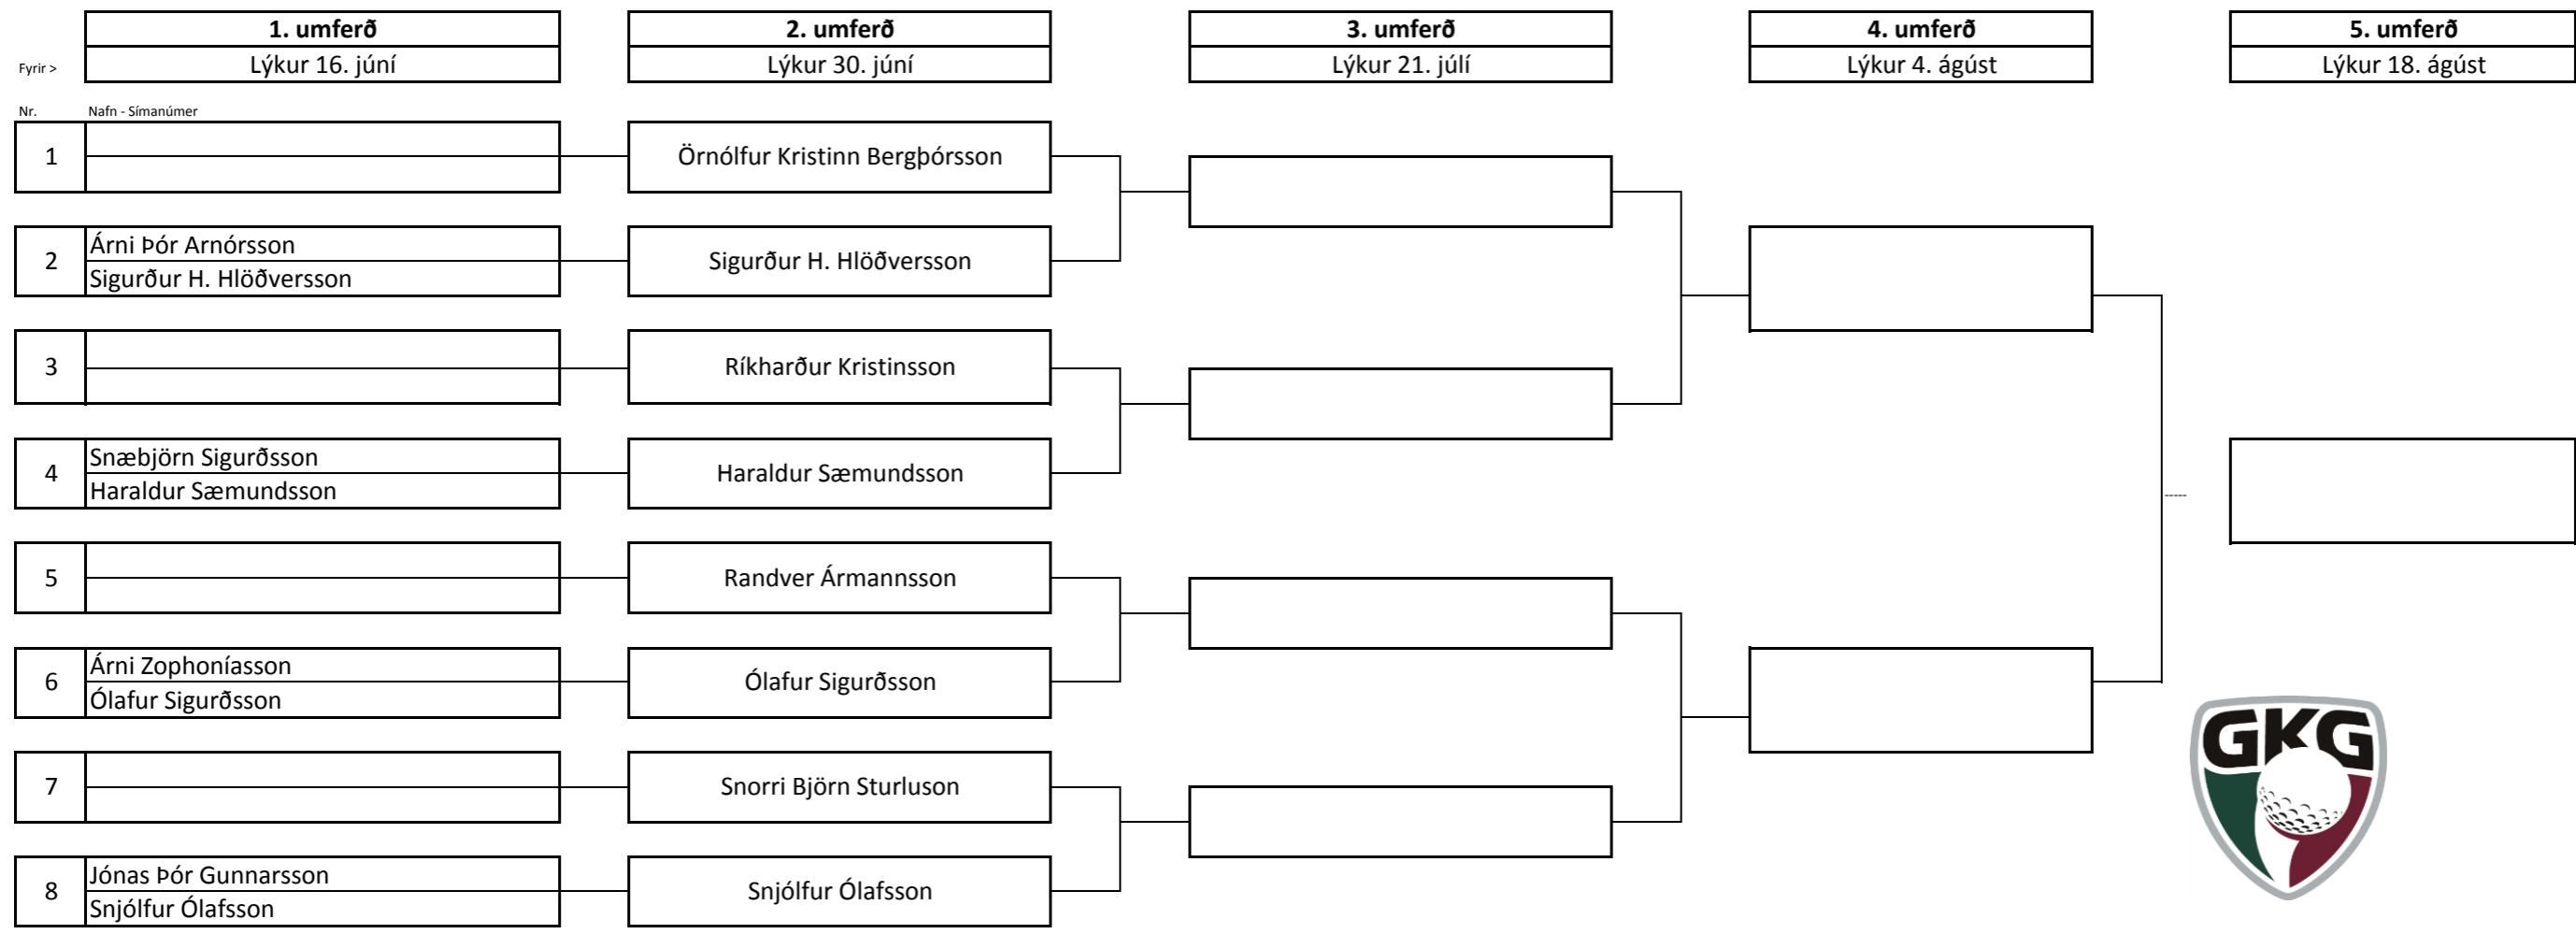 1. umferð
2. umferð
3. umferð
4. umferð
5. umferð
Fyrir >
Lýkur 16. júní
Lýkur 30. júní
Lýkur 21. júlí
Lýkur 4. ágúst
Lýkur 18. ágúst
Nr.
Nafn - Símanúmer
1
Örnólfur Kristinn Bergþórsson
2
Árni Þór Arnórsson
Sigurður H. Hlöðversson
Sigurður H. Hlöðversson
3
Ríkharður Kristinsson
4
Snæbjörn Sigurðsson
Haraldur Sæmundsson
Haraldur Sæmundsson
-----
5
Randver Ármannsson
6
Árni Zophoníasson
Ólafur Sigurðsson
Ólafur Sigurðsson
7
Snorri Björn Sturluson
8
Jónas Þór Gunnarsson
Snjólfur Ólafsson
Snjólfur Ólafsson
GKG